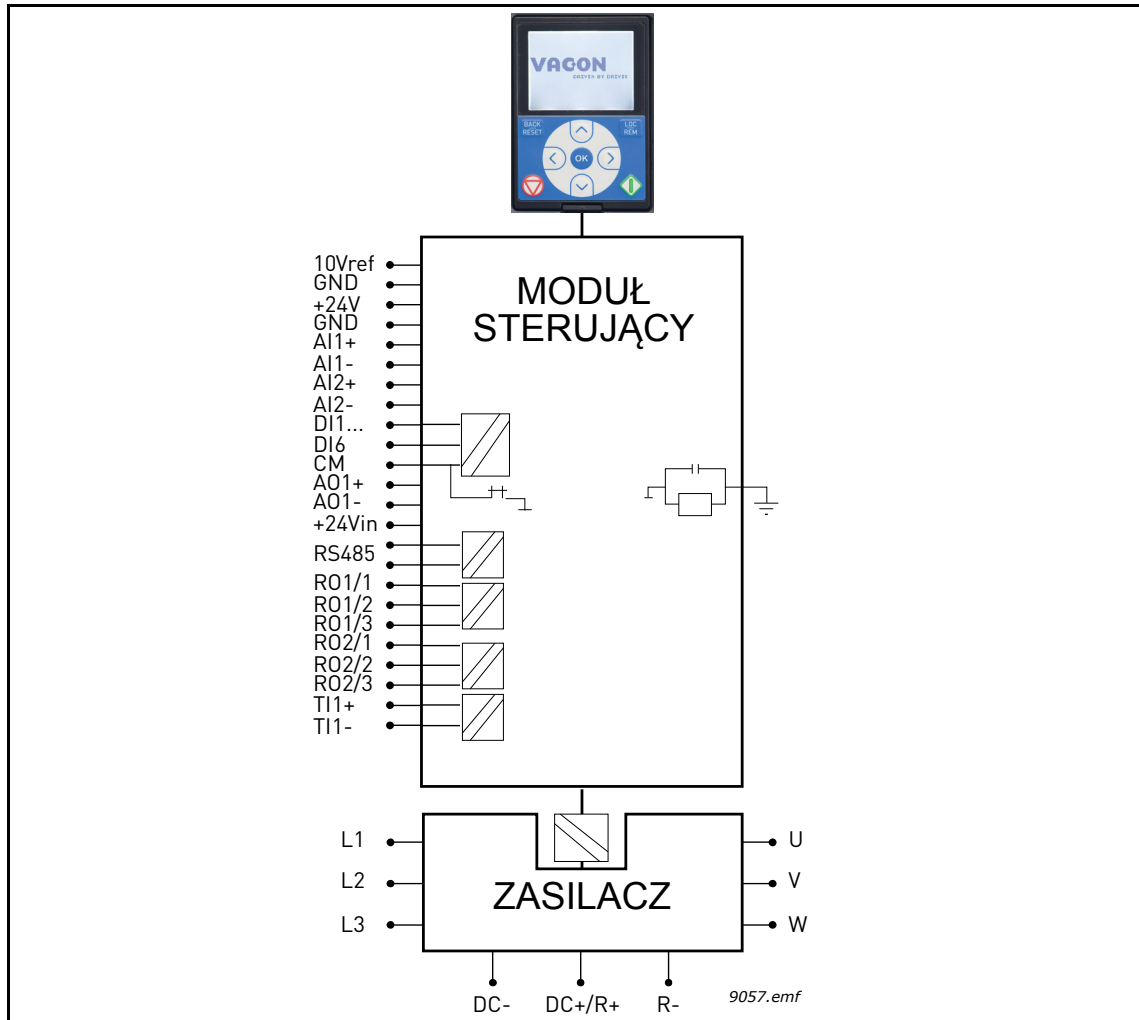 VACON
DRIVEN BY DRIVES
BACK
RESET
LOC
REM
OK
MODUŁ
STERUJĄCY
10Vref
GND
+24V
GND
AI1+
AI1-
AI2+
AI2-
DI1...
DI6
CM
AO1+
AO1-
+24Vin
RS485
RO1/1
RO1/2
RO1/3
RO2/1
RO2/2
RO2/3
TI1+
TI1-
L1
L2
L3
U
V
W
ZASILACZ
DC-
DC+/R+
R-
9057.emf